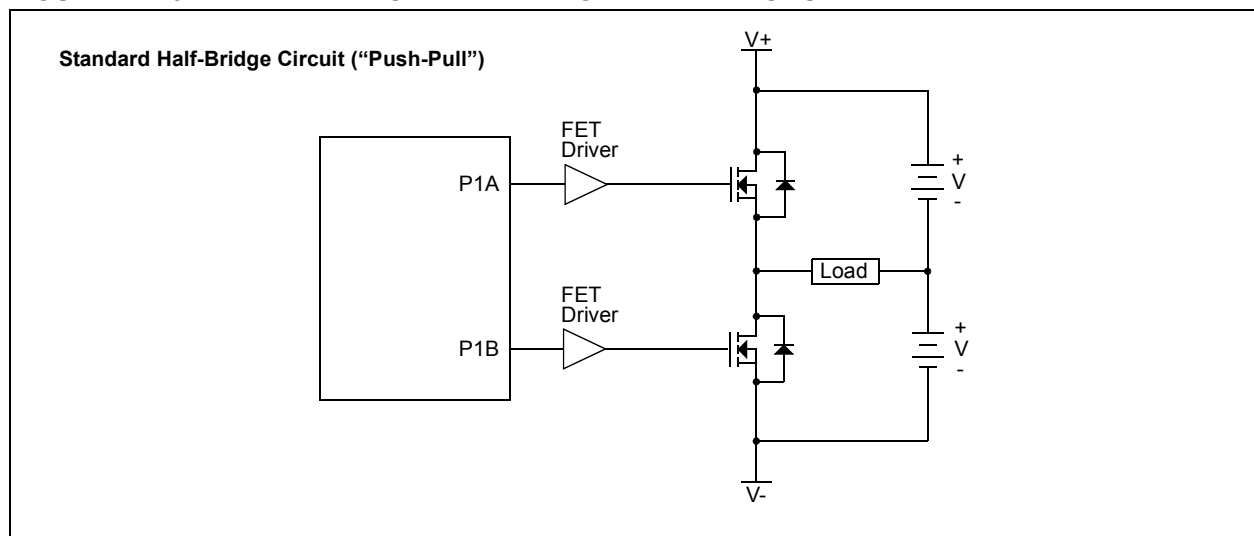 Standard Half-Bridge Circuit (“Push-Pull”)
V+
FET
Driver
P1A
+
V
-
Load
FET
Driver
P1B
+
V
-
V-